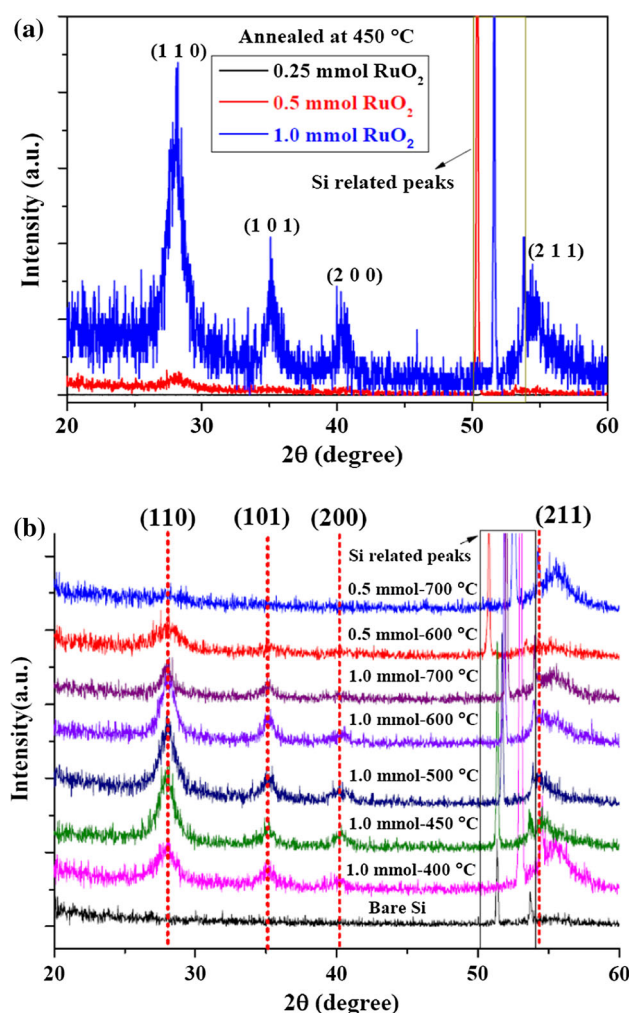 (a)
Annealed at 450 °C
(1 1 0)
0.25 mmol RuO₂
0.5 mmol RuO₂
1.0 mmol RuO₂
Si related peaks
(1 0 1)
(2 0 0)
(2 1 1)
Intensity (a.u.)
20 30 40 50 60
2θ (degree)
(b)
(110) (101) (200) (211)
Si related peaks
0.5 mmol-700 °C
0.5 mmol-600 °C
1.0 mmol-700 °C
1.0 mmol-600 °C
1.0 mmol-500 °C
1.0 mmol-450 °C
1.0 mmol-400 °C
Bare Si
Intensity(a.u.)
20 30 40 50 60
2θ (degree)